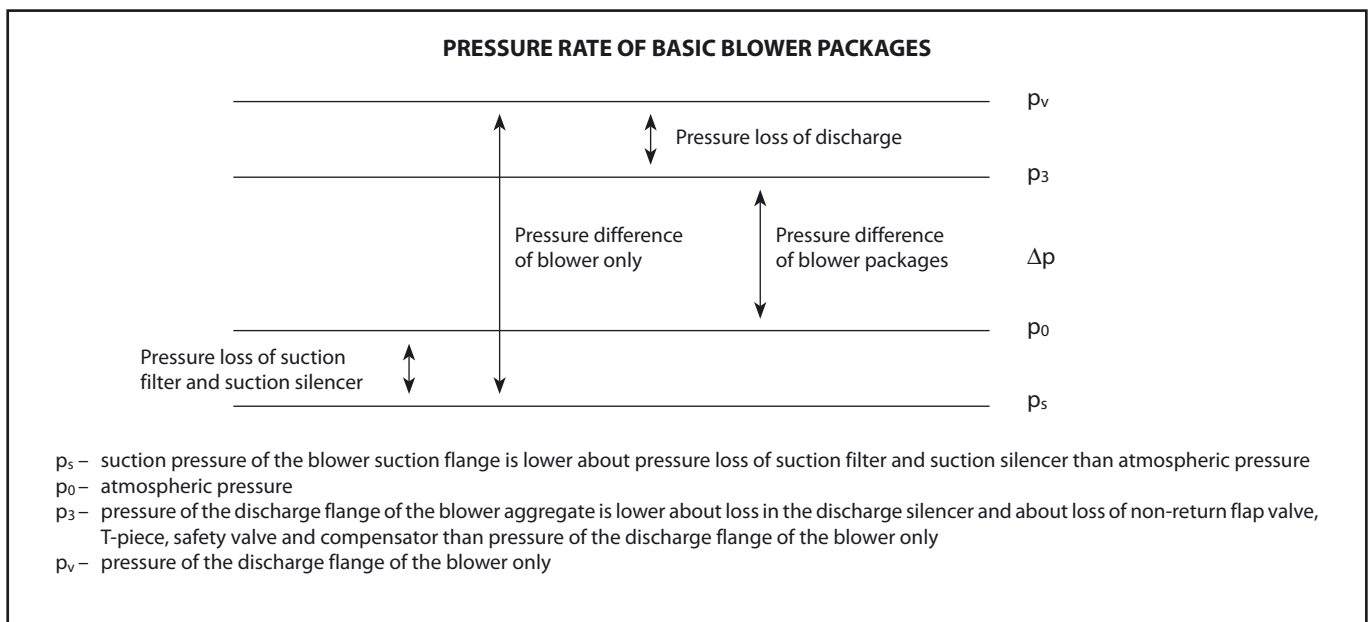 PRESSURE RATE OF BASIC BLOWER PACKAGES
pv
Pressure loss of discharge
p3
Pressure difference
of blower only
Pressure difference
of blower packages
Δp
p0
Pressure loss of suction
filter and suction silencer
ps
ps – suction pressure of the blower suction flange is lower about pressure loss of suction filter and suction silencer than atmospheric pressure
p0 – atmospheric pressure
p3 – pressure of the discharge flange of the blower aggregate is lower about loss in the discharge silencer and about loss of non-return flap valve,
T-piece, safety valve and compensator than pressure of the discharge flange of the blower only
pv – pressure of the discharge flange of the blower only